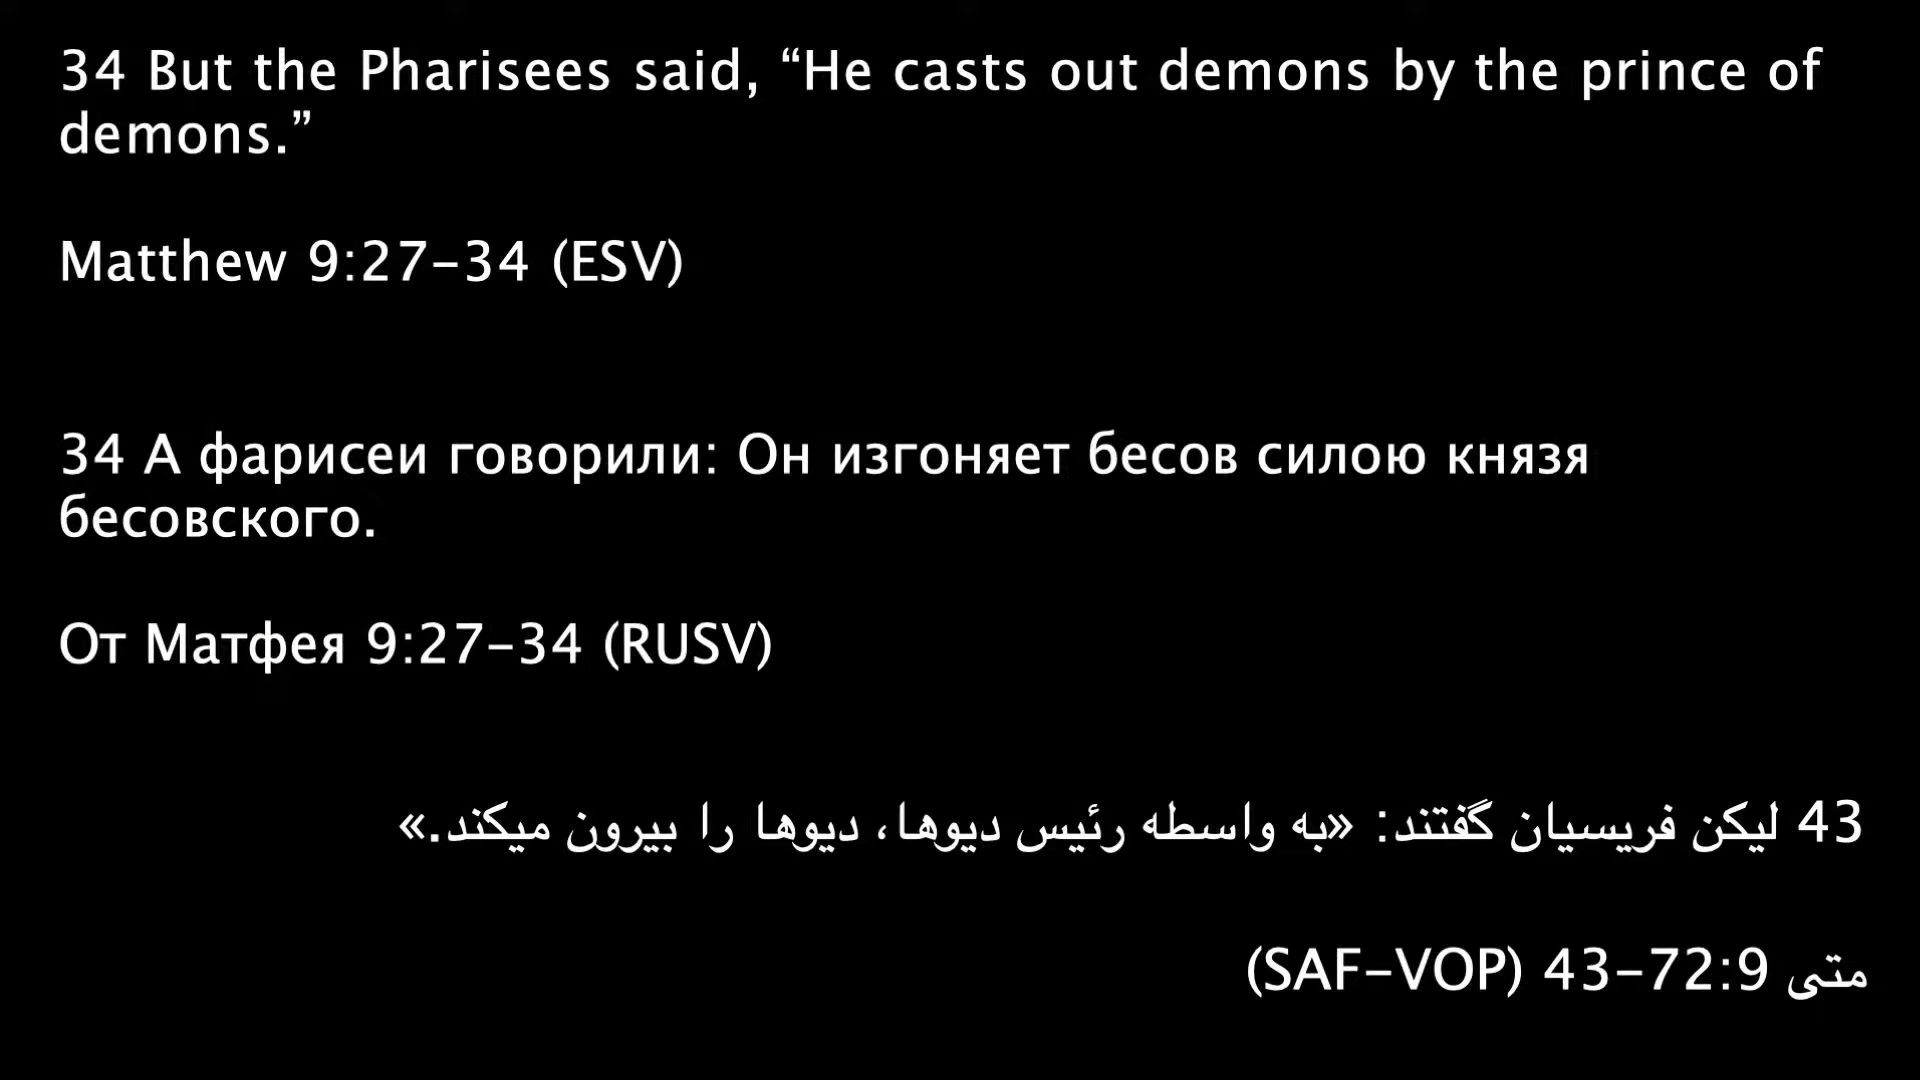 34 But the Pharisees said, “He casts out demons by the prince of
demons.”
Matthew 9:27-34 (ESV)
34 А фарисеи говорили: Он изгоняет бесов силою князя
бесовского.
От Матфея 9:27-34 (RUSV)
43 لیکن فریسیان گفتند: «به واسطه رئیس دیوها، دیوها را بیرون میکند.»
متی 9:72-43 (SAF-VOP)